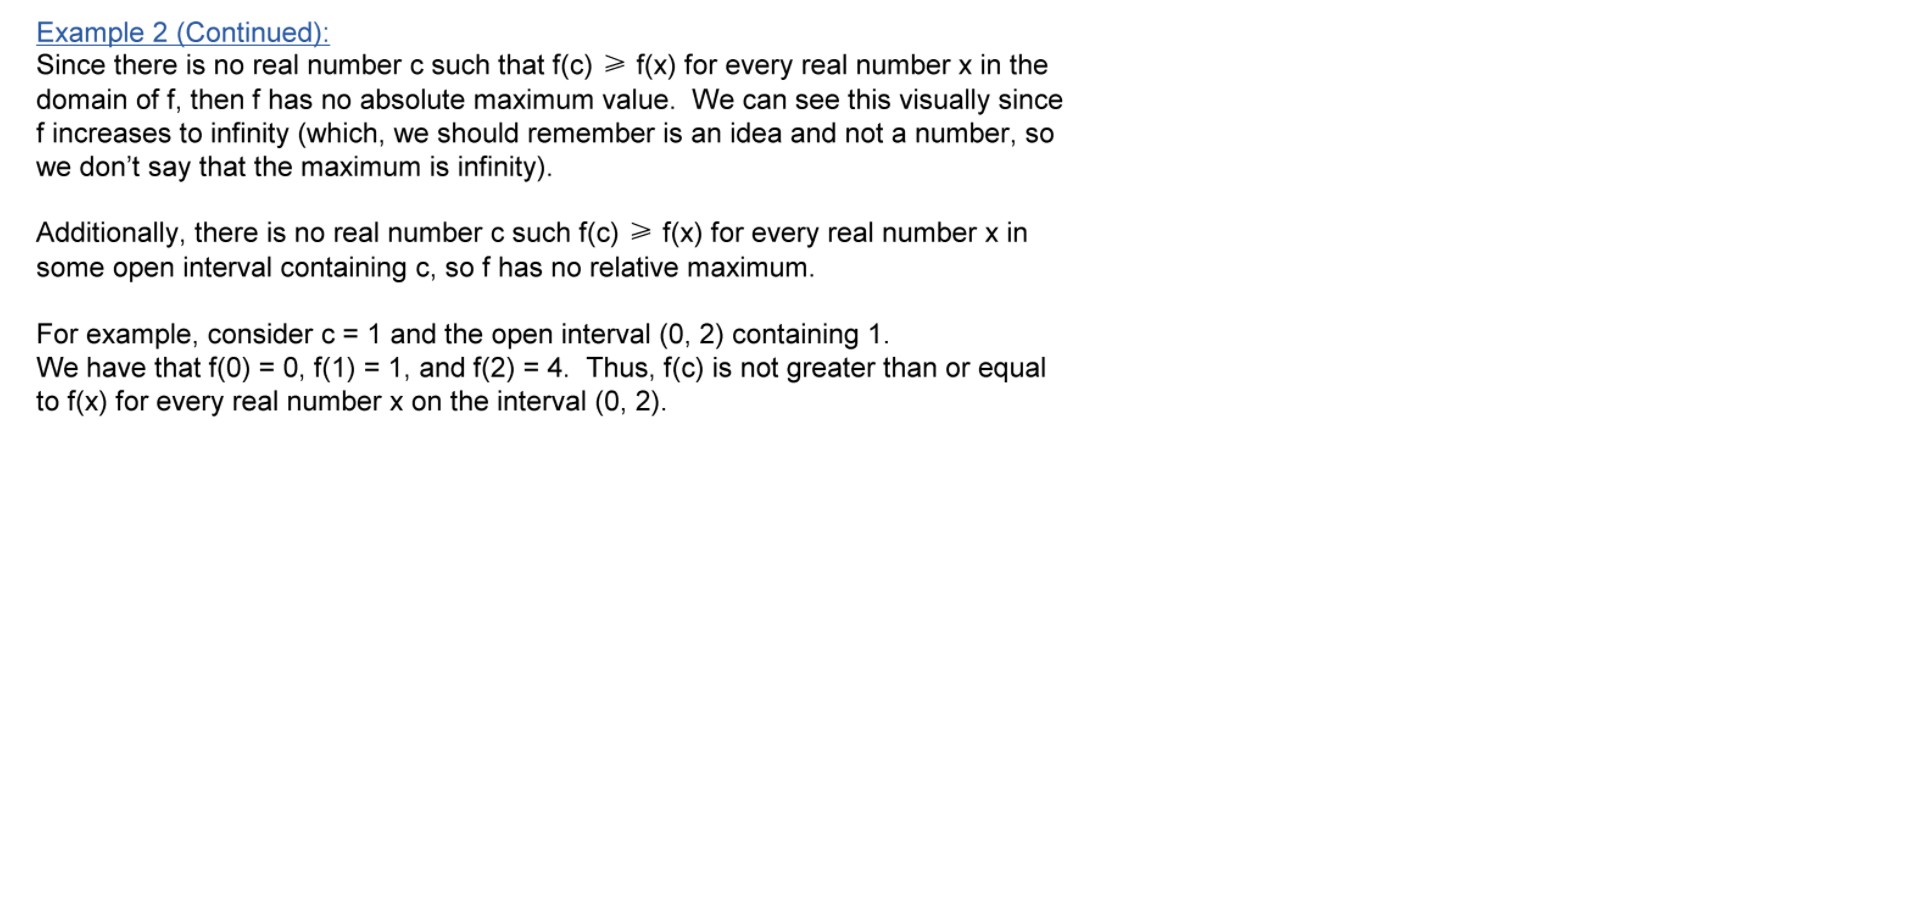 Example 2 (Continued):
Since there is no real number c such that f(c) ⩾ f(x) for every real number x in the
domain of f, then f has no absolute maximum value.  We can see this visually since
f increases to infinity (which, we should remember is an idea and not a number, so
we don’t say that the maximum is infinity).
Additionally, there is no real number c such f(c) ⩾ f(x) for every real number x in
some open interval containing c, so f has no relative maximum.
For example, consider c = 1 and the open interval (0, 2) containing 1.
We have that f(0) = 0, f(1) = 1, and f(2) = 4.  Thus, f(c) is not greater than or equal
to f(x) for every real number x on the interval (0, 2).